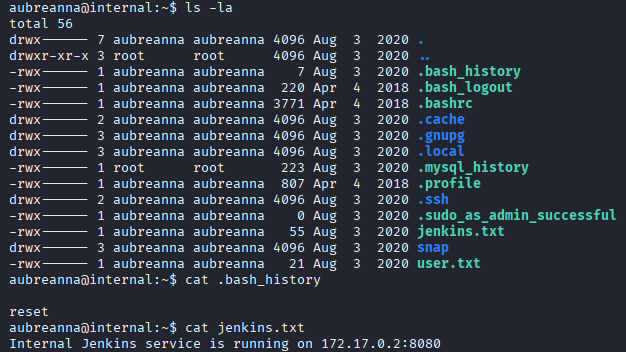 aubreanna@internal:~$ ls -la
total 56
drwx------ 7 aubreanna aubreanna 4096 Aug  3  2020 .
drwxr-xr-x 3 root      root      4096 Aug  3  2020 ..
-rwx------ 1 aubreanna aubreanna    7 Aug  3  2020 .bash_history
-rwx------ 1 aubreanna aubreanna  220 Apr  4  2018 .bash_logout
-rwx------ 1 aubreanna aubreanna 3771 Apr  4  2018 .bashrc
drwx------ 2 aubreanna aubreanna 4096 Aug  3  2020 .cache
drwx------ 3 aubreanna aubreanna 4096 Aug  3  2020 .gnupg
drwx------ 3 aubreanna aubreanna 4096 Aug  3  2020 .local
-rwx------ 1 root      root       223 Aug  3  2020 .mysql_history
-rwx------ 1 aubreanna aubreanna  807 Apr  4  2018 .profile
drwx------ 2 aubreanna aubreanna 4096 Aug  3  2020 .ssh
-rwx------ 1 aubreanna aubreanna    0 Aug  3  2020 .sudo_as_admin_successful
-rwx------ 1 aubreanna aubreanna   55 Aug  3  2020 jenkins.txt
drwx------ 3 aubreanna aubreanna 4096 Aug  3  2020 snap
-rwx------ 1 aubreanna aubreanna   21 Aug  3  2020 user.txt
aubreanna@internal:~$ cat .bash_history
reset
aubreanna@internal:~$ cat jenkins.txt
Internal Jenkins service is running on 172.17.0.2:8080